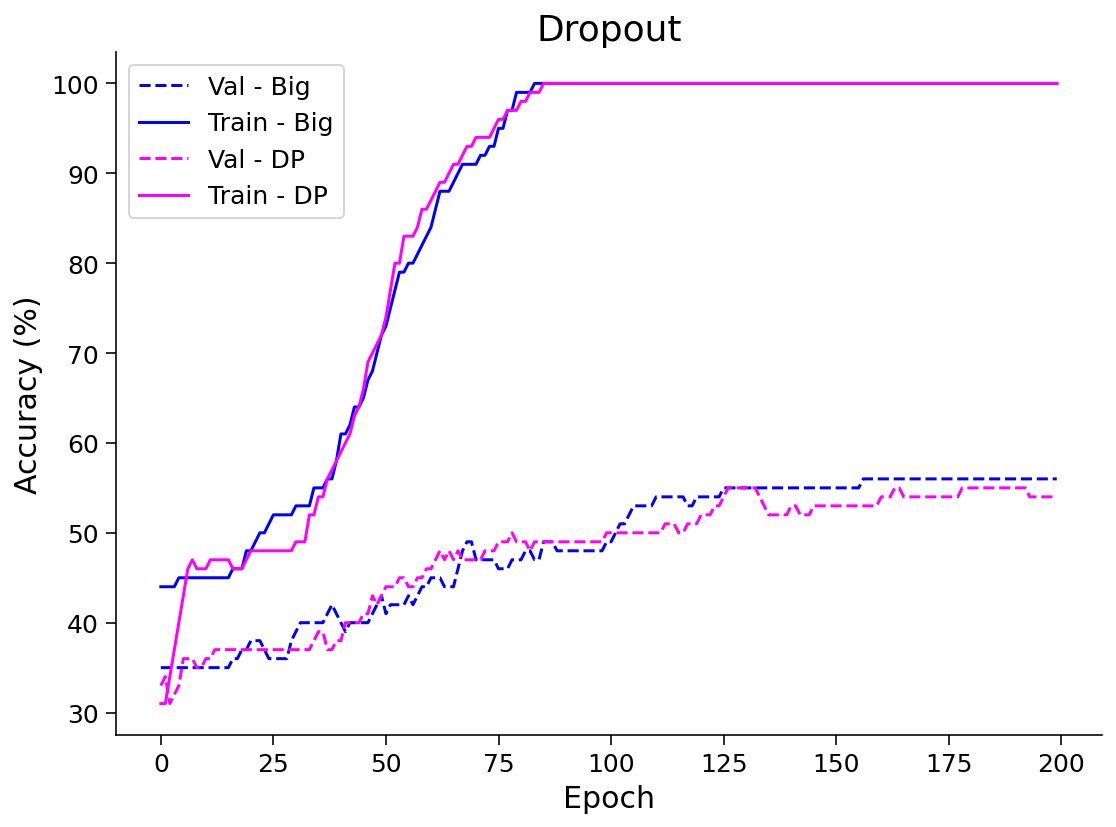 Dropout
Val - Big
Train - Big
Val - DP
Train - DP
Accuracy (%)
100
90
80
70
60
50
40
30
0 25 50 75 100 125 150 175 200
Epoch